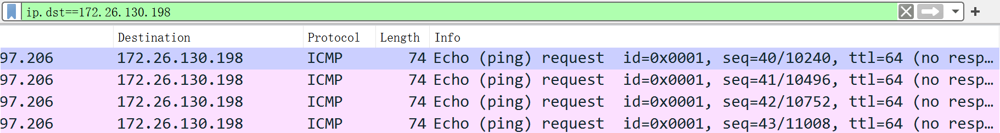 ip.dst==172.26.130.198
Destination Protocol Length Info
97.206 172.26.130.198 ICMP 74 Echo (ping) request id=0x0001, seq=40/10240, ttl=64 (no resp…
97.206 172.26.130.198 ICMP 74 Echo (ping) request id=0x0001, seq=41/10496, ttl=64 (no resp…
97.206 172.26.130.198 ICMP 74 Echo (ping) request id=0x0001, seq=42/10752, ttl=64 (no resp…
97.206 172.26.130.198 ICMP 74 Echo (ping) request id=0x0001, seq=43/11008, ttl=64 (no resp…